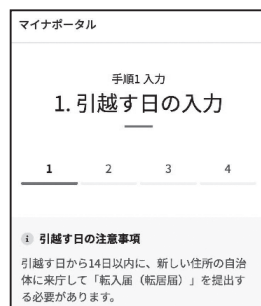 マイナポータル
手順1 入力
1. 引越す日の入力
1 2 3 4
i 引越す日の注意事項
引越す日から14日以内に、新しい住所の自治
体に来庁して「転入届（転居届）」を提出す
る必要があります。